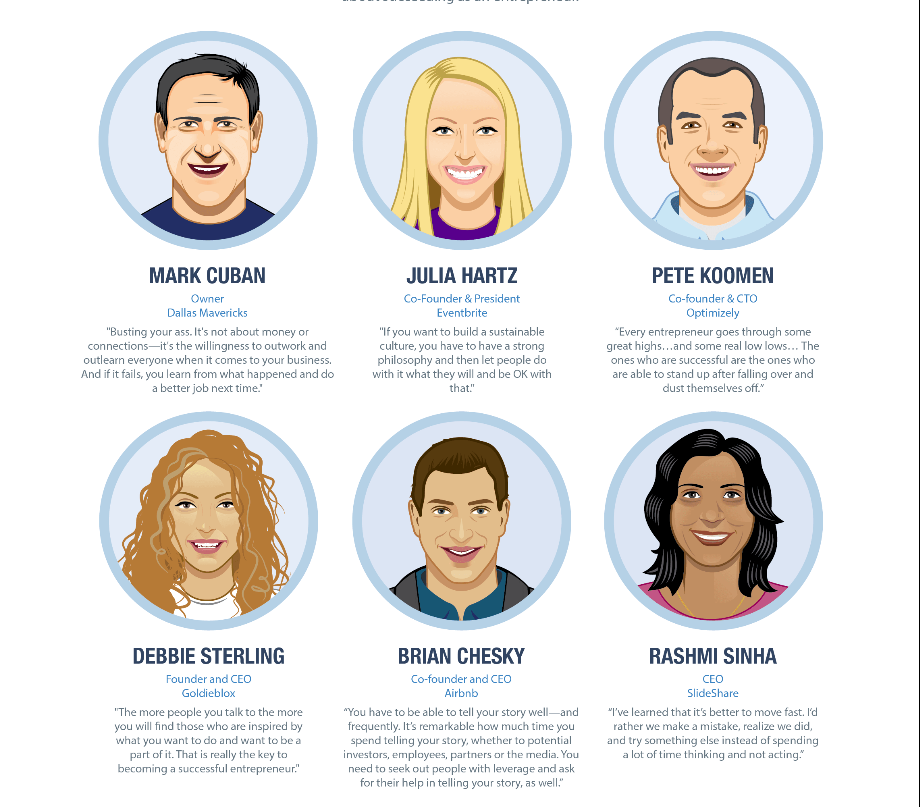 about succeeding as an entrepreneur.
MARK CUBAN
Owner
Dallas Mavericks
"Busting your ass. It's not about money or
connections—it's the willingness to outwork and
outlearn everyone when it comes to your business.
And if it fails, you learn from what happened and do
a better job next time."
JULIA HARTZ
Co-Founder & President
Eventbrite
"If you want to build a sustainable
culture, you have to have a strong
philosophy and then let people do
with it what they will and be OK with
that."
PETE KOOMEN
Co-founder & CTO
Optimizely
“Every entrepreneur goes through some
great highs…and some real low lows… The
ones who are successful are the ones who
are able to stand up after falling over and
dust themselves off.”
DEBBIE STERLING
Founder and CEO
Goldieblox
"The more people you talk to the more
you will find those who are inspired by
what you want to do and want to be a
part of it. That is really the key to
becoming a successful entrepreneur."
BRIAN CHESKY
Co-founder and CEO
Airbnb
“You have to be able to tell your story well—and
frequently. It’s remarkable how much time you
spend telling your story, whether to potential
investors, employees, partners or the media. You
need to seek out people with leverage and ask
for their help in telling your story, as well.”
RASHMI SINHA
CEO
SlideShare
“I’ve learned that it’s better to move fast. I’d
rather we make a mistake, realize we did,
and try something else instead of spending
a lot of time thinking and not acting.”